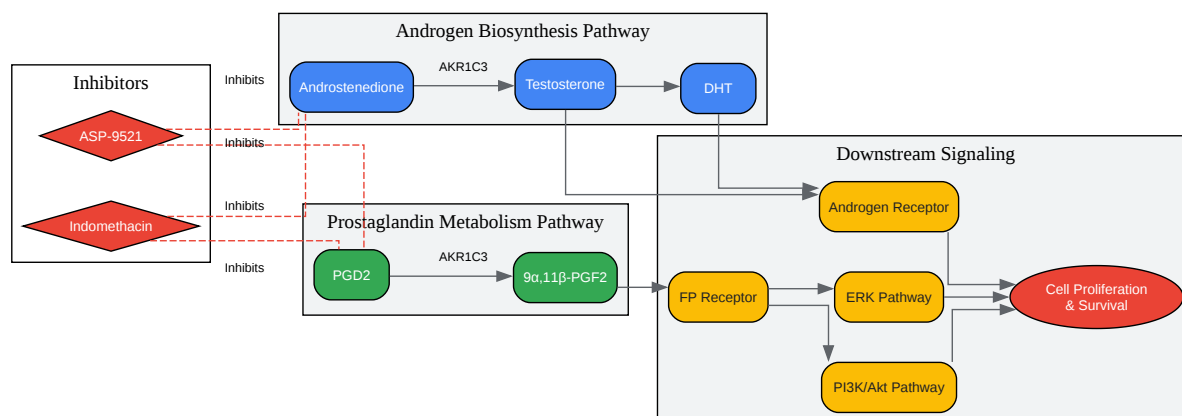 Androgen Biosynthesis Pathway
Androstenedione
AKR1C3
Testosterone
DHT
Inhibitors
ASP-9521
Indomethacin
Inhibits
Inhibits
Inhibits
Inhibits
Prostaglandin Metabolism Pathway
PGD2
AKR1C3
9α,11β-PGF2
Downstream Signaling
Androgen Receptor
FP Receptor
ERK Pathway
PI3K/Akt Pathway
Cell Proliferation
& Survival